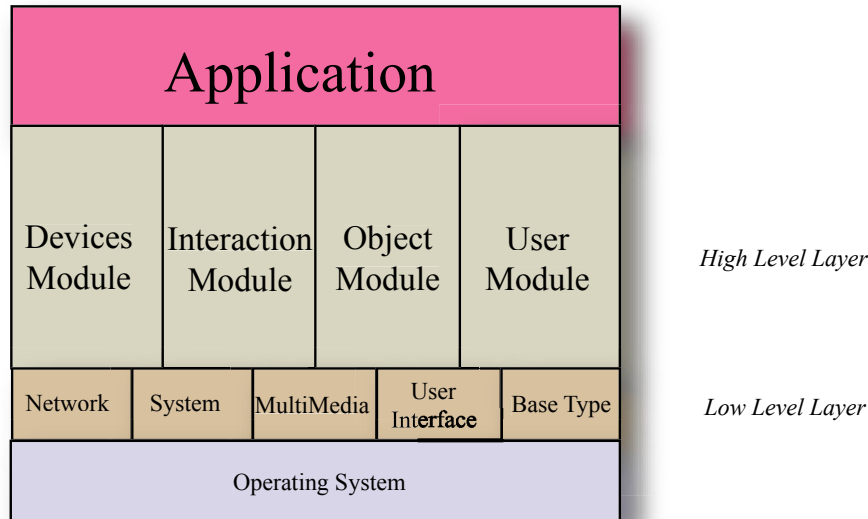 Application
Devices
Module
Interaction
Module
Object
Module
User
Module
High Level Layer
Network
System
MultiMedia
User
Interface
Base Type
Low Level Layer
Operating System